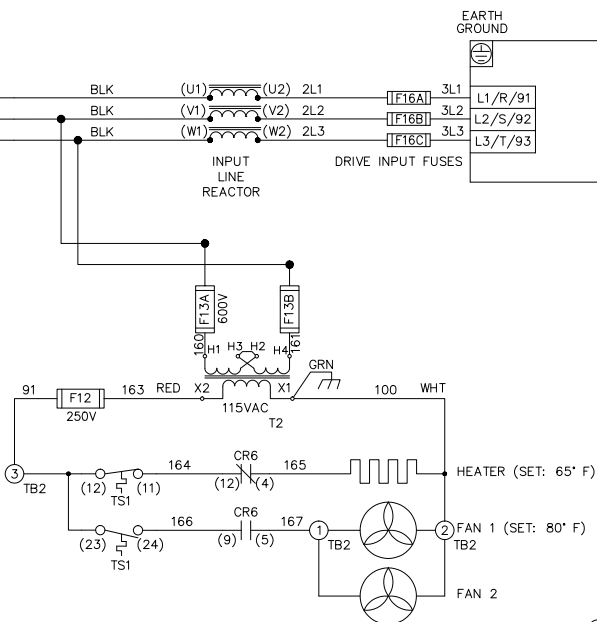 EARTH
GROUND
BLK (U1) (U2) 2L1 F16A 3L1 L1/R/91
BLK (V1) (V2) 2L2 F16B 3L2 L2/S/92
BLK (W1) (W2) 2L3 F16C 3L3 L3/T/93
INPUT
LINE
REACTOR
DRIVE INPUT FUSES
F13A
600V
F13B
160
161
H1 H3 H2 H4
GRN
91 F12 163 RED X2 X1 100 WHT
250V
115VAC
T2
3
TB2
(12) (11) 164 CR6 (12) (4) 165 HEATER (SET: 65° F)
TS1
(23) (24) 166 CR6 (9) (5) 167 1 2 FAN 1 (SET: 80° F)
TS1
TB2
TB2
FAN 2